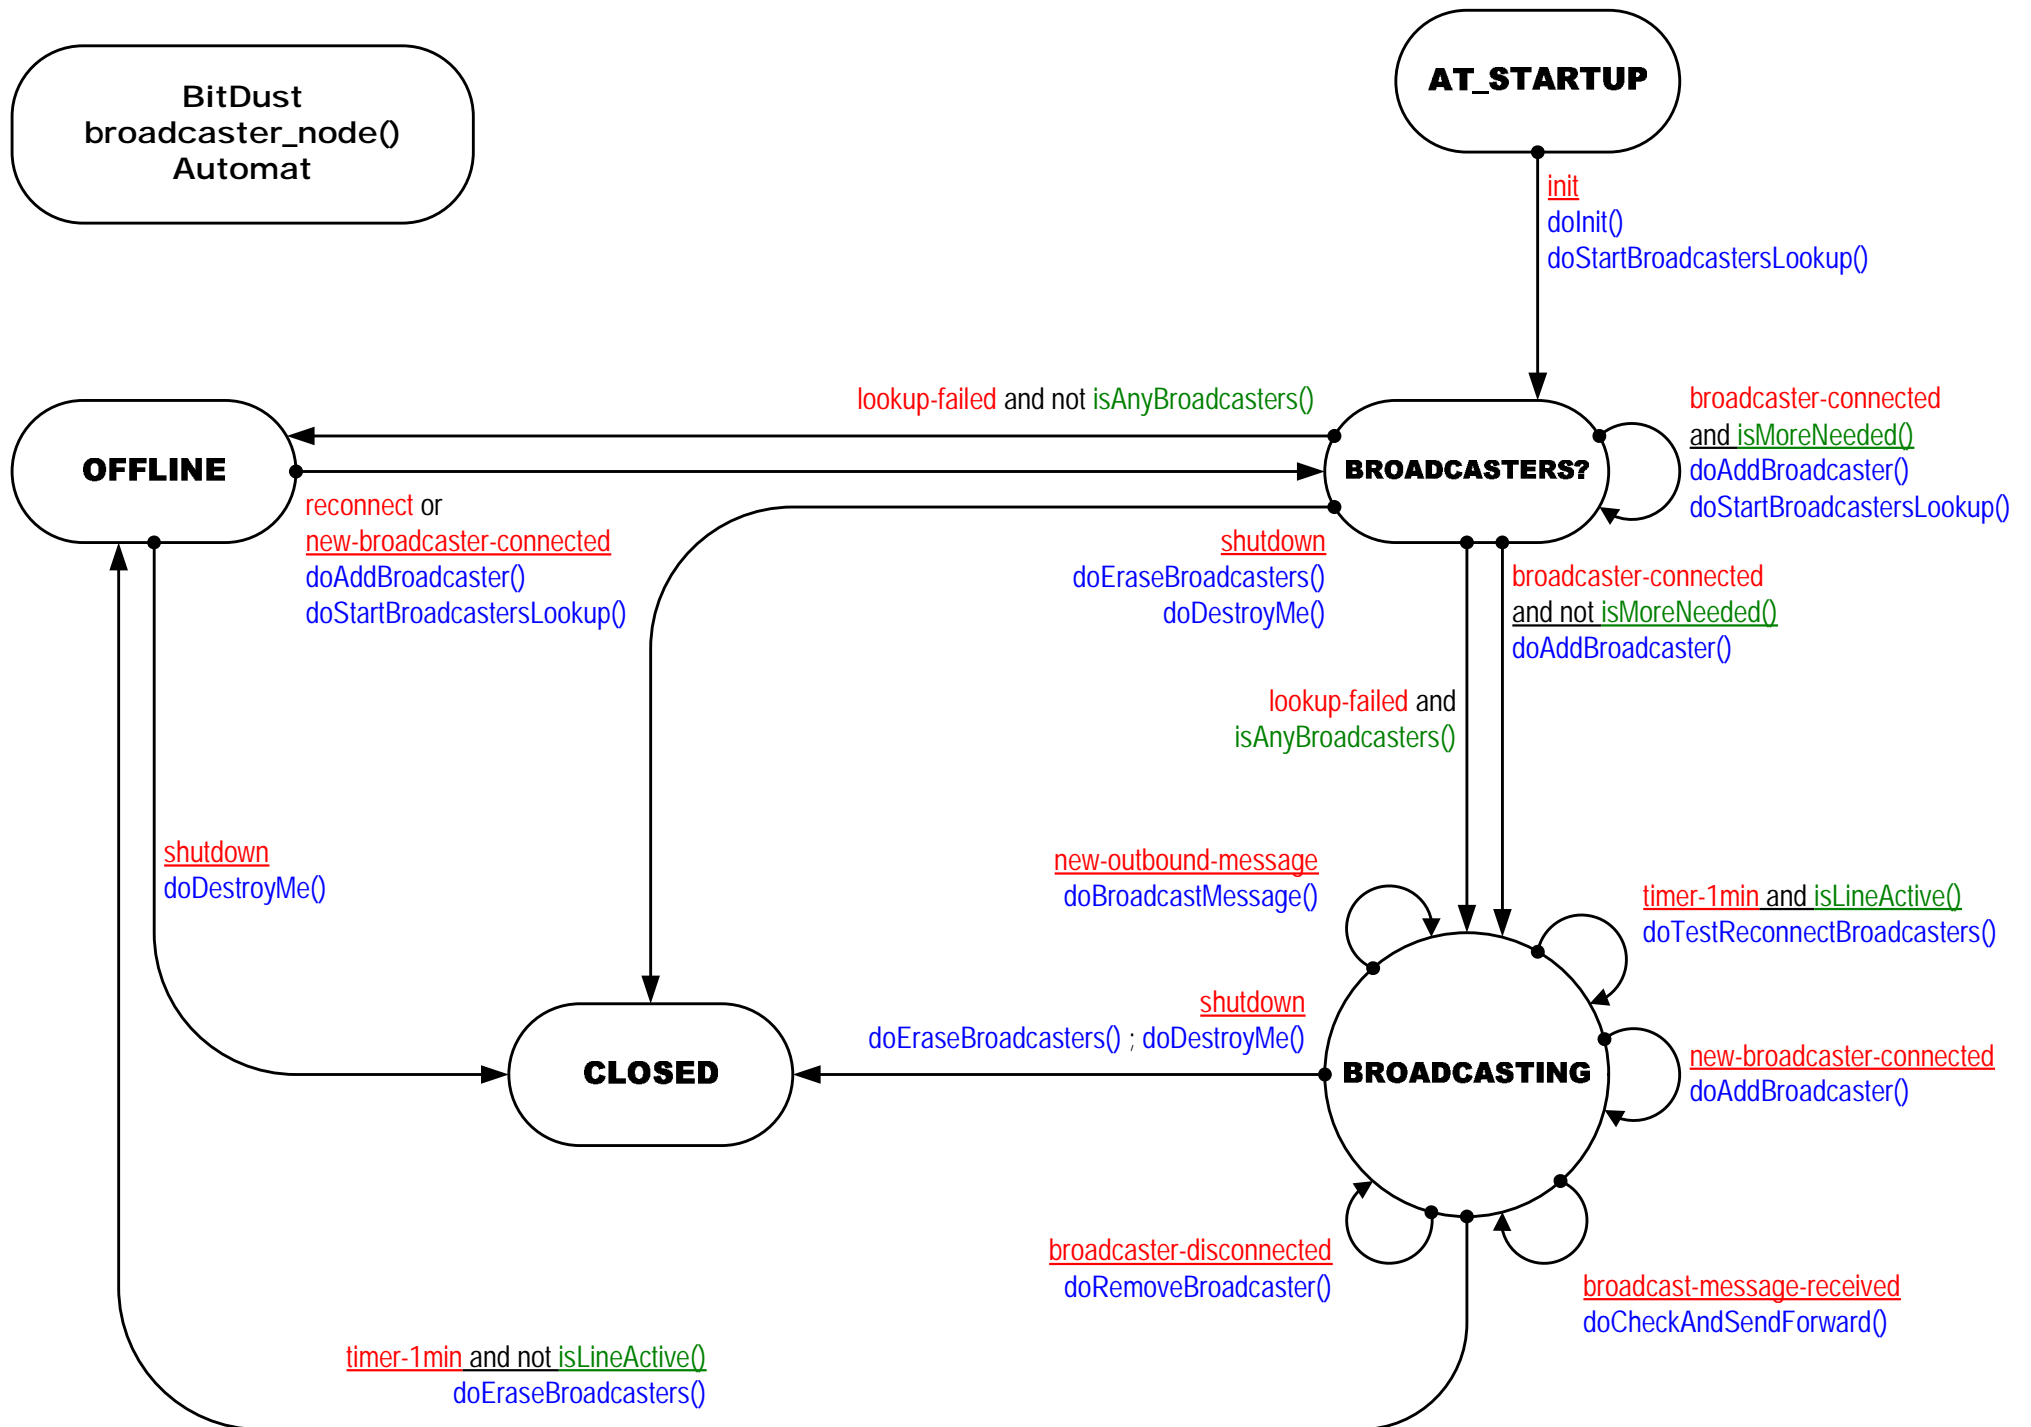 BitDust
broadcaster_node()
Automat
AT_STARTUP
init
doInit()
doStartBroadcastersLookup()
lookup-failed and not isAnyBroadcasters()
broadcaster-connected
and isMoreNeeded()
doAddBroadcaster()
doStartBroadcastersLookup()
OFFLINE
BROADCASTERS?
reconnect or
new-broadcaster-connected
doAddBroadcaster()
doStartBroadcastersLookup()
shutdown
doEraseBroadcasters()
doDestroyMe()
broadcaster-connected
and not isMoreNeeded()
doAddBroadcaster()
lookup-failed and
isAnyBroadcasters()
shutdown
doDestroyMe()
new-outbound-message
doBroadcastMessage()
timer-1min and isLineActive()
doTestReconnectBroadcasters()
shutdown
doEraseBroadcasters() ; doDestroyMe()
CLOSED
BROADCASTING
new-broadcaster-connected
doAddBroadcaster()
broadcaster-disconnected
doRemoveBroadcaster()
broadcast-message-received
doCheckAndSendForward()
timer-1min and not isLineActive()
doEraseBroadcasters()